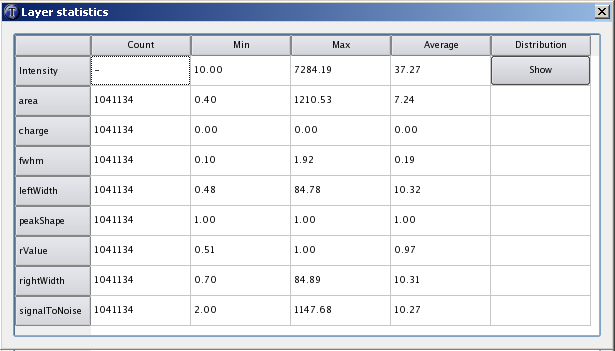 Layer statistics
Count Min Max Average Distribution
Intensity – 10.00 7284.19 37.27 Show
area 1041134 0.40 1210.53 7.24
charge 1041134 0.00 0.00 0.00
fwhm 1041134 0.10 1.92 0.19
leftWidth 1041134 0.48 84.78 10.32
peakShape 1041134 1.00 1.00 1.00
rValue 1041134 0.51 1.00 0.97
rightWidth 1041134 0.70 84.89 10.31
signalToNoise 1041134 2.00 1147.68 10.27